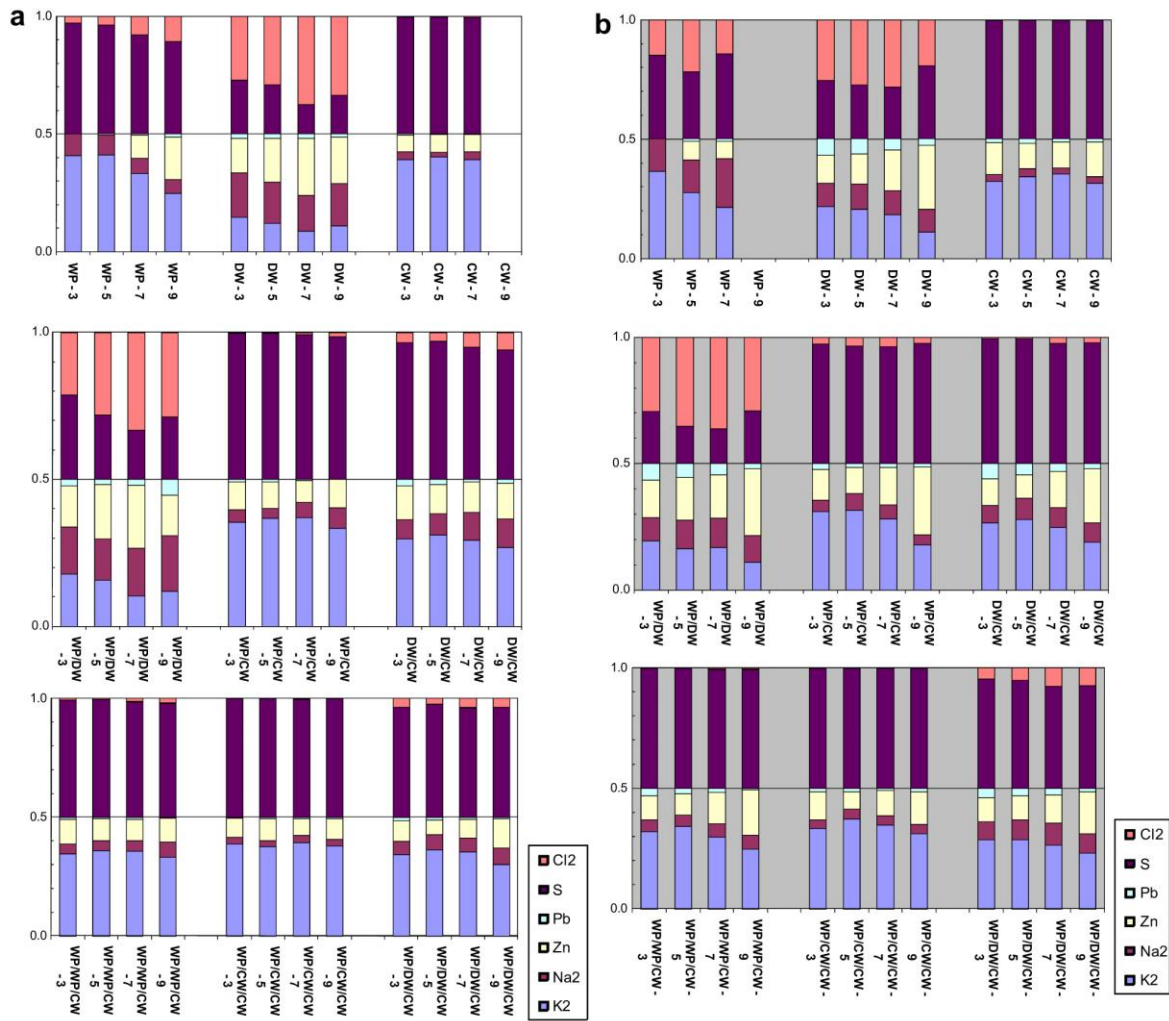 a
1.0
0.5
0.0
WP - 3
WP - 5
WP - 7
WP - 9
DW - 3
DW - 5
DW - 7
DW - 9
CW - 3
CW - 5
CW - 7
CW - 9
1.0
0.5
0.0
WP/DW
- 3
WP/DW
- 5
WP/DW
- 7
WP/DW
- 9
WP/CW
- 3
WP/CW
- 5
WP/CW
- 7
WP/CW
- 9
DW/CW
- 3
DW/CW
- 5
DW/CW
- 7
DW/CW
- 9
1.0
0.5
0.0
WP/WP/CW
- 3
WP/WP/CW
- 5
WP/WP/CW
- 7
WP/WP/CW
- 9
WP/CW/CW
- 3
WP/CW/CW
- 5
WP/CW/CW
- 7
WP/CW/CW
- 9
WP/DW/CW
- 3
WP/DW/CW
- 5
WP/DW/CW
- 7
WP/DW/CW
- 9
Cl2
S
Pb
Zn
Na2
K2
b
1.0
0.5
0.0
WP - 3
WP - 5
WP - 7
WP - 9
DW - 3
DW - 5
DW - 7
DW - 9
CW - 3
CW - 5
CW - 7
CW - 9
1.0
0.5
0.0
WP/DW
- 3
WP/DW
- 5
WP/DW
- 7
WP/DW
- 9
WP/CW
- 3
WP/CW
- 5
WP/CW
- 7
WP/CW
- 9
DW/CW
- 3
DW/CW
- 5
DW/CW
- 7
DW/CW
- 9
1.0
0.5
0.0
WP/WP/CW -
3
WP/WP/CW -
5
WP/WP/CW -
7
WP/WP/CW -
9
WP/CW/CW -
3
WP/CW/CW -
5
WP/CW/CW -
7
WP/CW/CW -
9
WP/DW/CW -
3
WP/DW/CW -
5
WP/DW/CW -
7
WP/DW/CW -
9
Cl2
S
Pb
Zn
Na2
K2